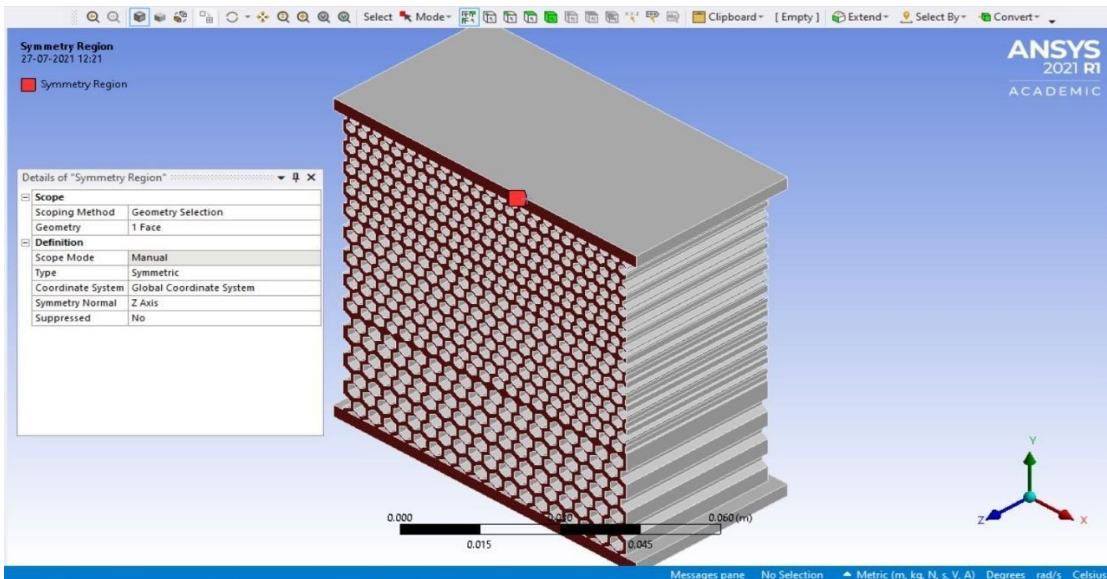 Select Mode Clipboard [ Empty ] Extend Select By Convert
Symmetry Region
27-07-2021 12:21
Symmetry Region
ANSYS
2021 R1
ACADEMIC
Details of "Symmetry Region"
Scope
Scoping Method Geometry Selection
Geometry 1 Face
Definition
Scope Mode Manual
Type Symmetric
Coordinate System Global Coordinate System
Symmetry Normal Z Axis
Suppressed No
0.000 0.060 (m)
0.015 0.045
Y
Z X
Messages pane No Selection Metric (m, kg, N, s, V, A) Degrees rad/s Celsius